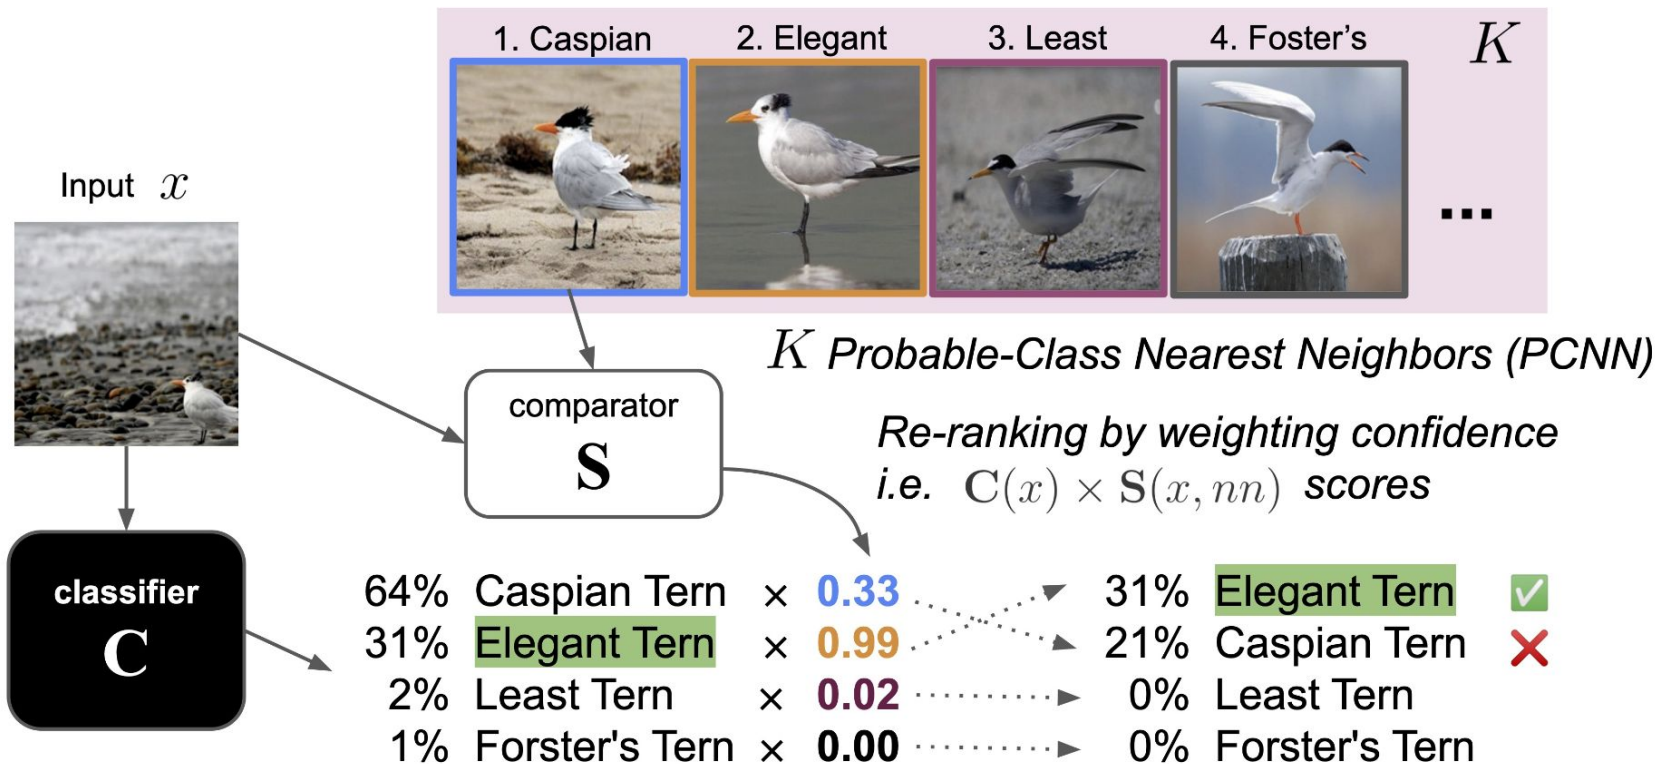 1. Caspian
2. Elegant
3. Least
4. Foster’s
K
...
Input x
K Probable-Class Nearest Neighbors (PCNN)
comparator
S
Re-ranking by weighting confidence
i.e. C(x) × S(x, nn) scores
classifier
C
64% Caspian Tern × 0.33 31% Elegant Tern ✅
31% Elegant Tern × 0.99 21% Caspian Tern ❌
2% Least Tern × 0.02 0% Least Tern
1% Forster's Tern × 0.00 0% Forster's Tern